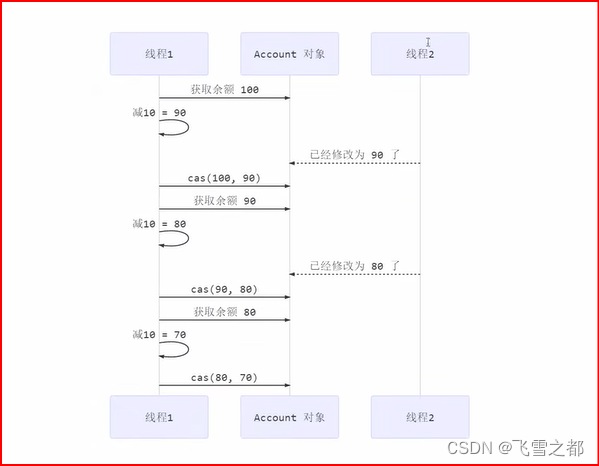 线程1 Account 对象 线程2
获取余额 100
减10 = 90
已经修改为 90 了
cas(100, 90)
获取余额 90
减10 = 80
已经修改为 80 了
cas(90, 80)
获取余额 80
减10 = 70
cas(80, 70)
线程1 Account 对象 线程2
CSDN @飞雪之都